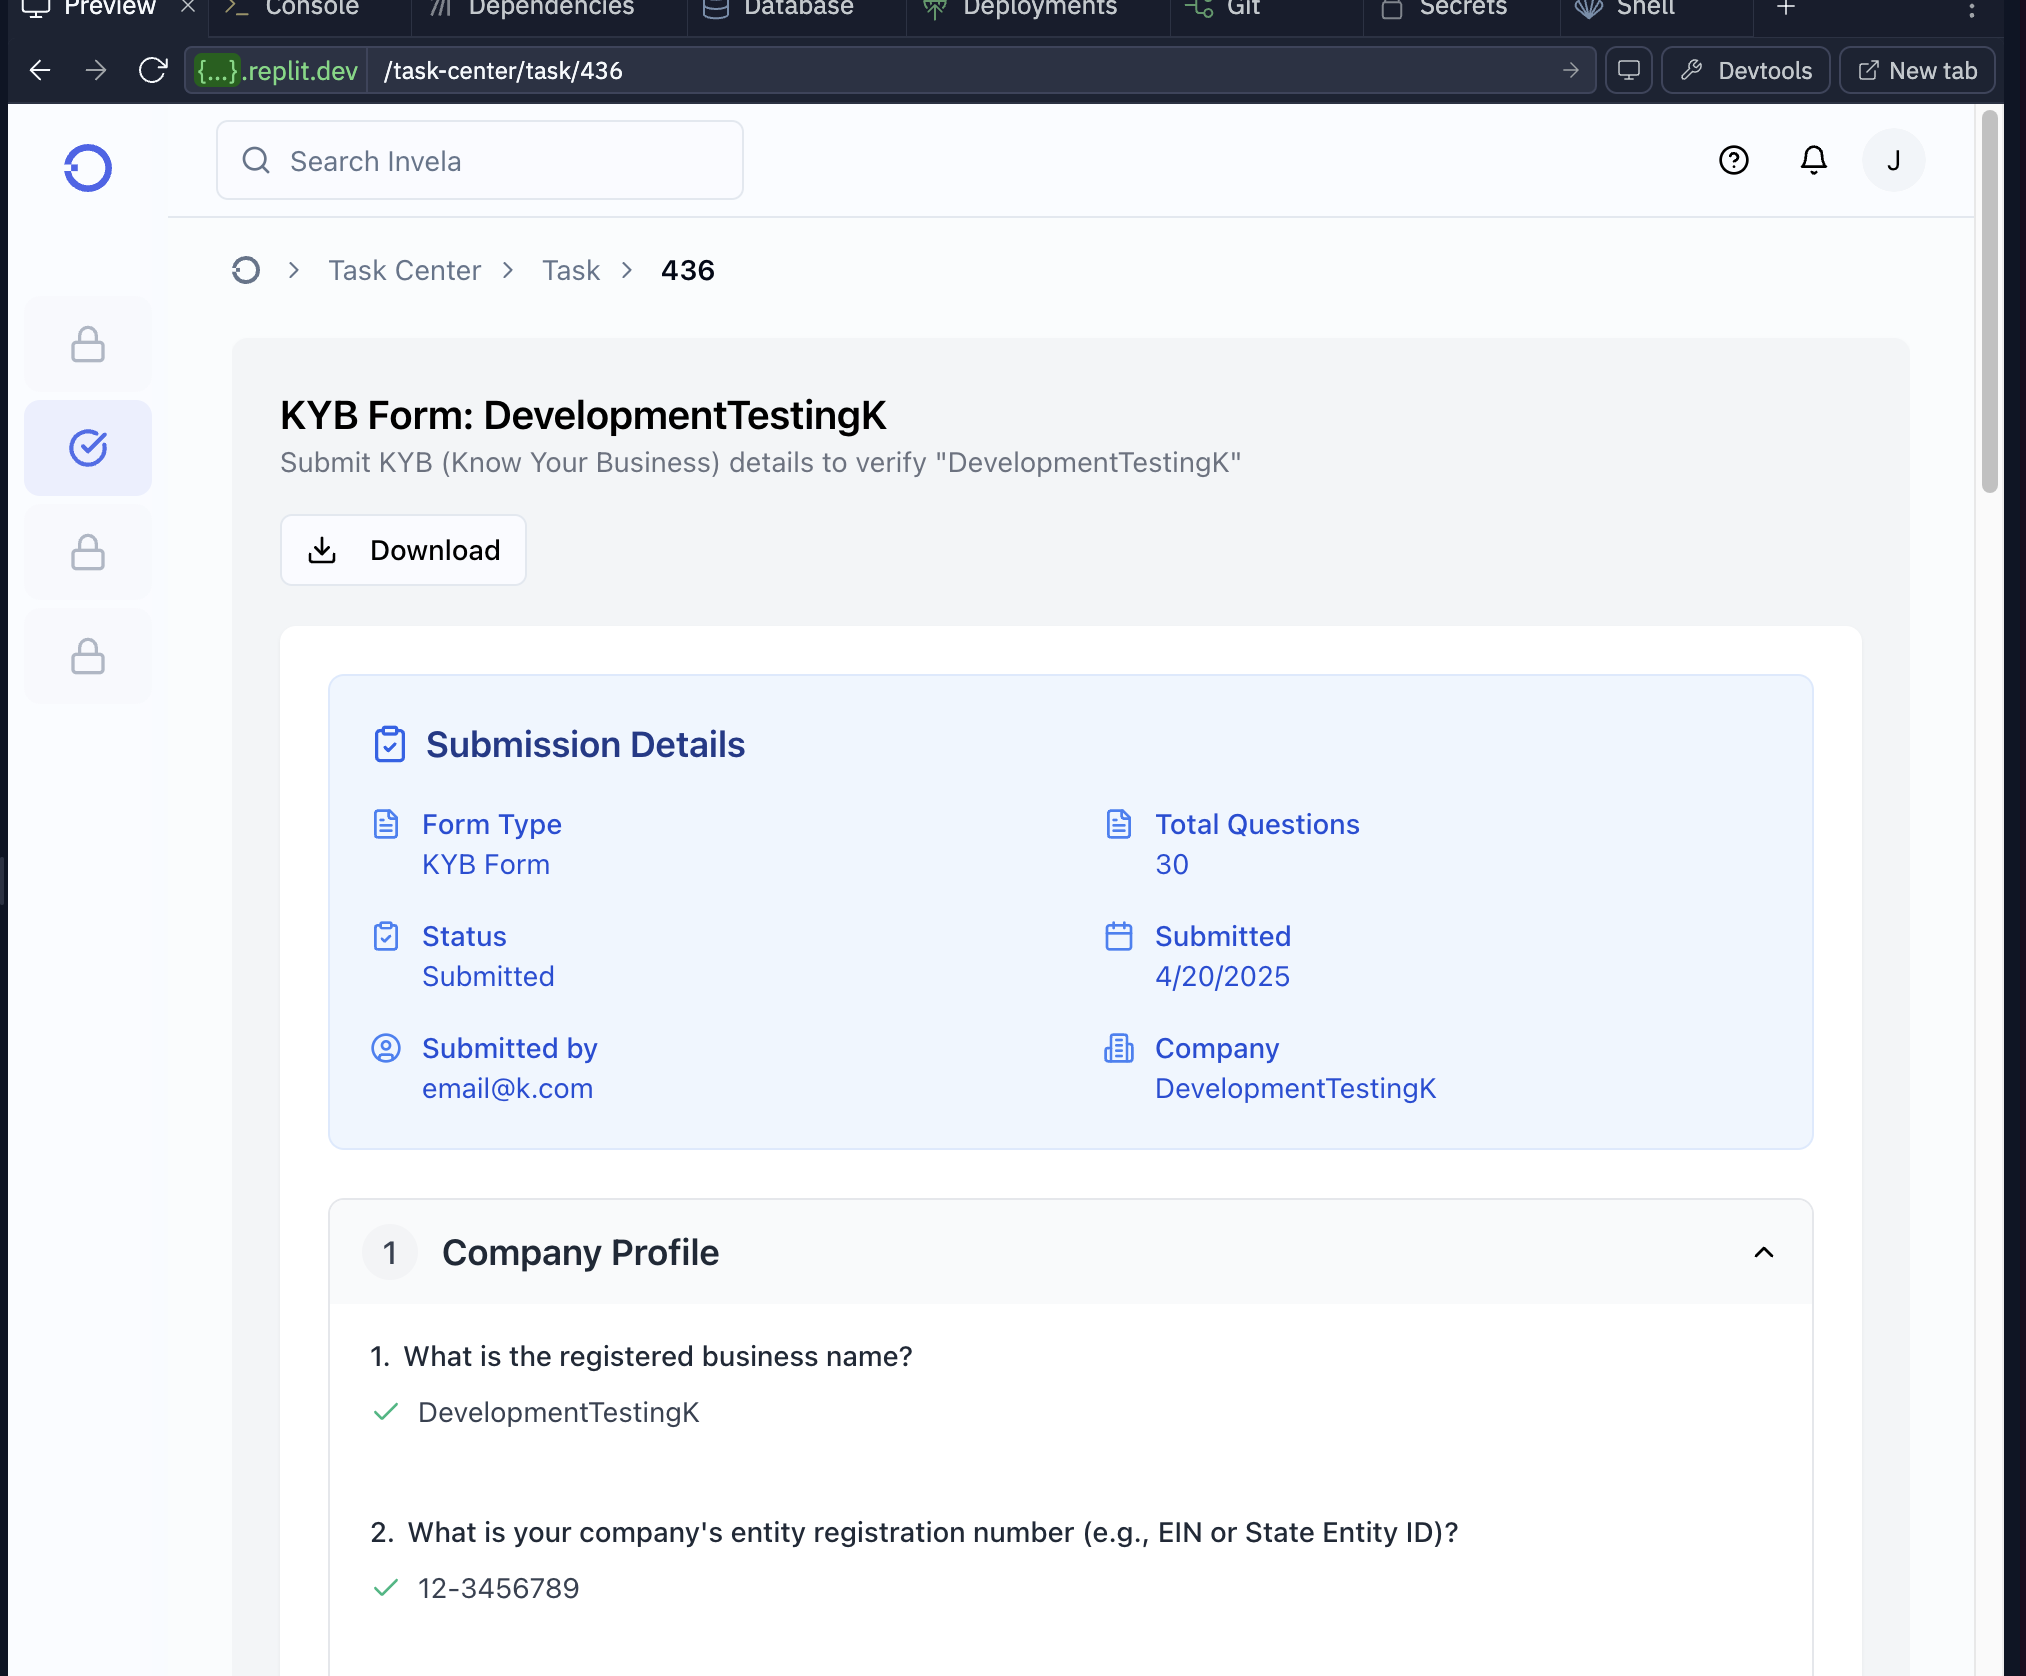 Preview
Console
Dependencies
Database
Deployments
Git
Secrets
Shell
{...}.replit.dev
/task-center/task/436
Devtools
New tab
Search Invela
J
Task Center
Task
436
KYB Form: DevelopmentTestingK
Submit KYB (Know Your Business) details to verify "DevelopmentTestingK"
Download
Submission Details
Form Type
KYB Form
Total Questions
30
Status
Submitted
Submitted
4/20/2025
Submitted by
email@k.com
Company
DevelopmentTestingK
1 Company Profile
1. What is the registered business name?
DevelopmentTestingK
2. What is your company's entity registration number (e.g., EIN or State Entity ID)?
12-3456789